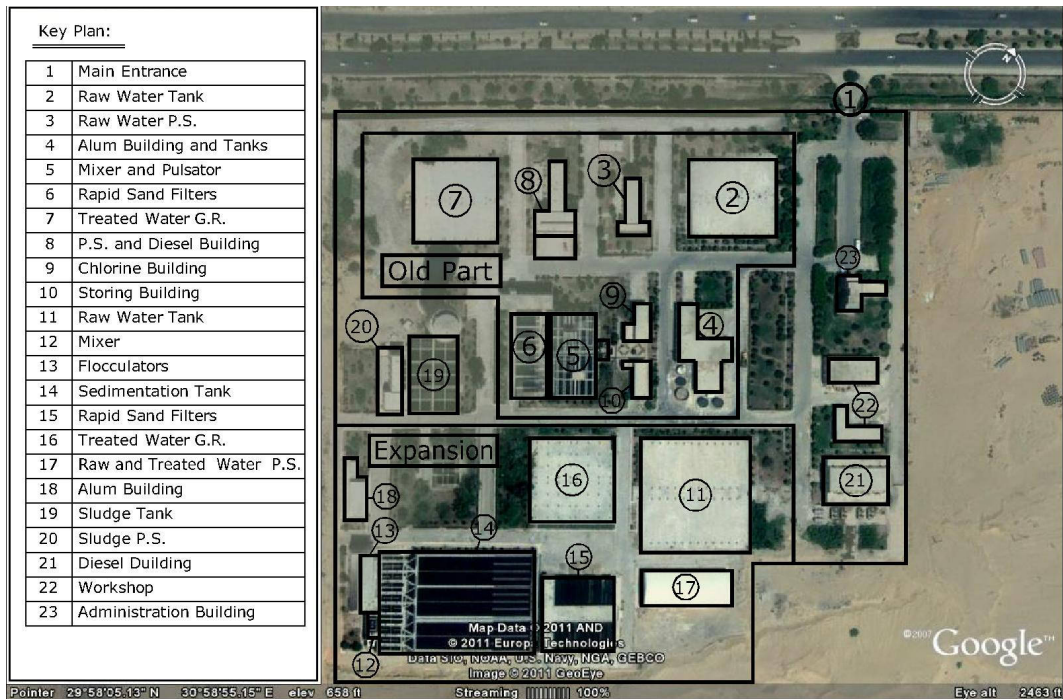 Key Plan:
1 Main Entrance
2 Raw Water Tank
3 Raw Water P.S.
4 Alum Building and Tanks
5 Mixer and Pulsator
6 Rapid Sand Filters
7 Treated Water G.R.
8 P.S. and Diesel Building
9 Chlorine Building
10 Storing Building
11 Raw Water Tank
12 Mixer
13 Flocculators
14 Sedimentation Tank
15 Rapid Sand Filters
16 Treated Water G.R.
17 Raw and Treated Water P.S.
18 Alum Building
19 Sludge Tank
20 Sludge P.S.
21 Diesel Duilding
22 Workshop
23 Administration Building
N
1
8
3
7
2
Old Part
23
9
20
4
6
5
19
10
22
Expansion
16
11
21
18
13
14
15
17
12
Map Data © 2011 AND
© 2011 Europa Technologies
Data SIO, NOAA, U.S. Navy, NGA, GEBCO
Image © 2011 GeoEye
©2007 Google™
Pointer 29°58'05.13" N 30°58'55.15" E elev 658 ft Streaming 100% Eye alt 2463 ft